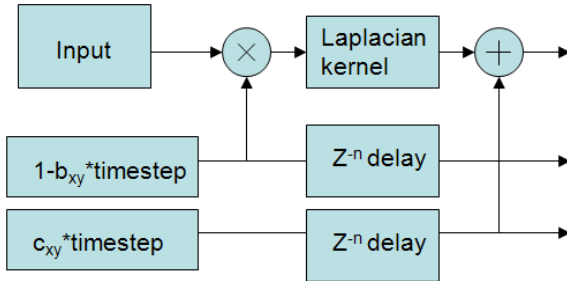 Input
×
Laplacian
kernel
+
1-bxy*timestep
Z-n delay
cxy*timestep
Z-n delay